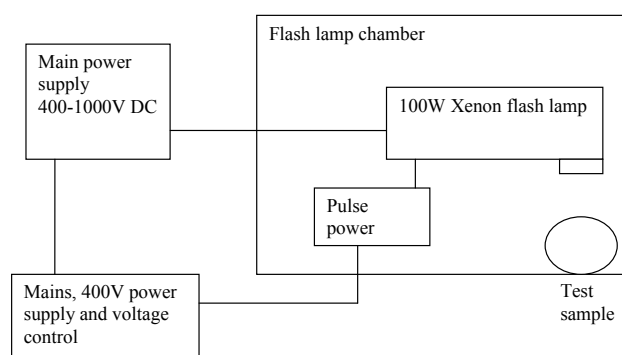 Flash lamp chamber
Main power
supply
400-1000V DC
100W Xenon flash lamp
Pulse
power
Mains, 400V power
supply and voltage
control
Test
sample